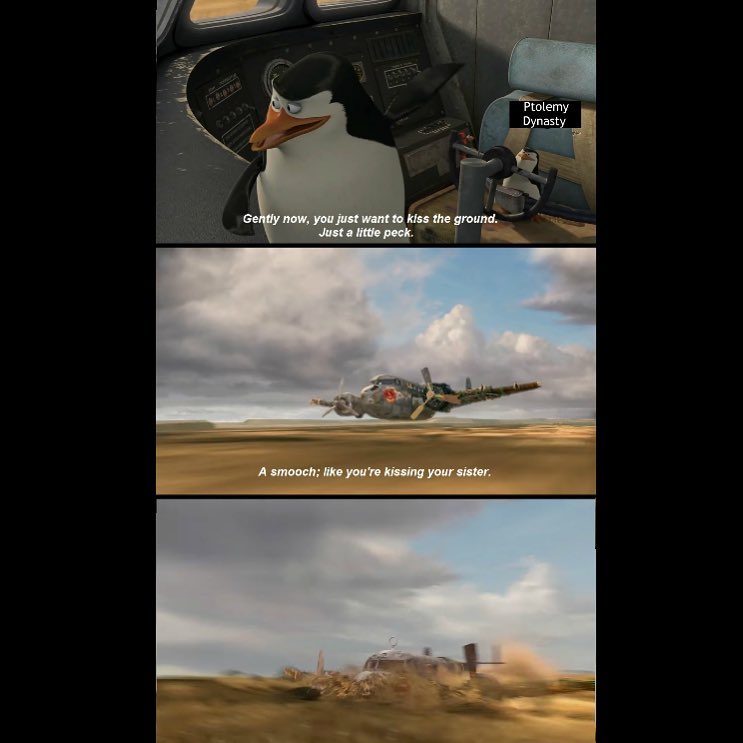 Ptolemy
Dynasty
Gently now, you just want to kiss the ground.
Just a little peck.
A smooch; like you're kissing your sister.